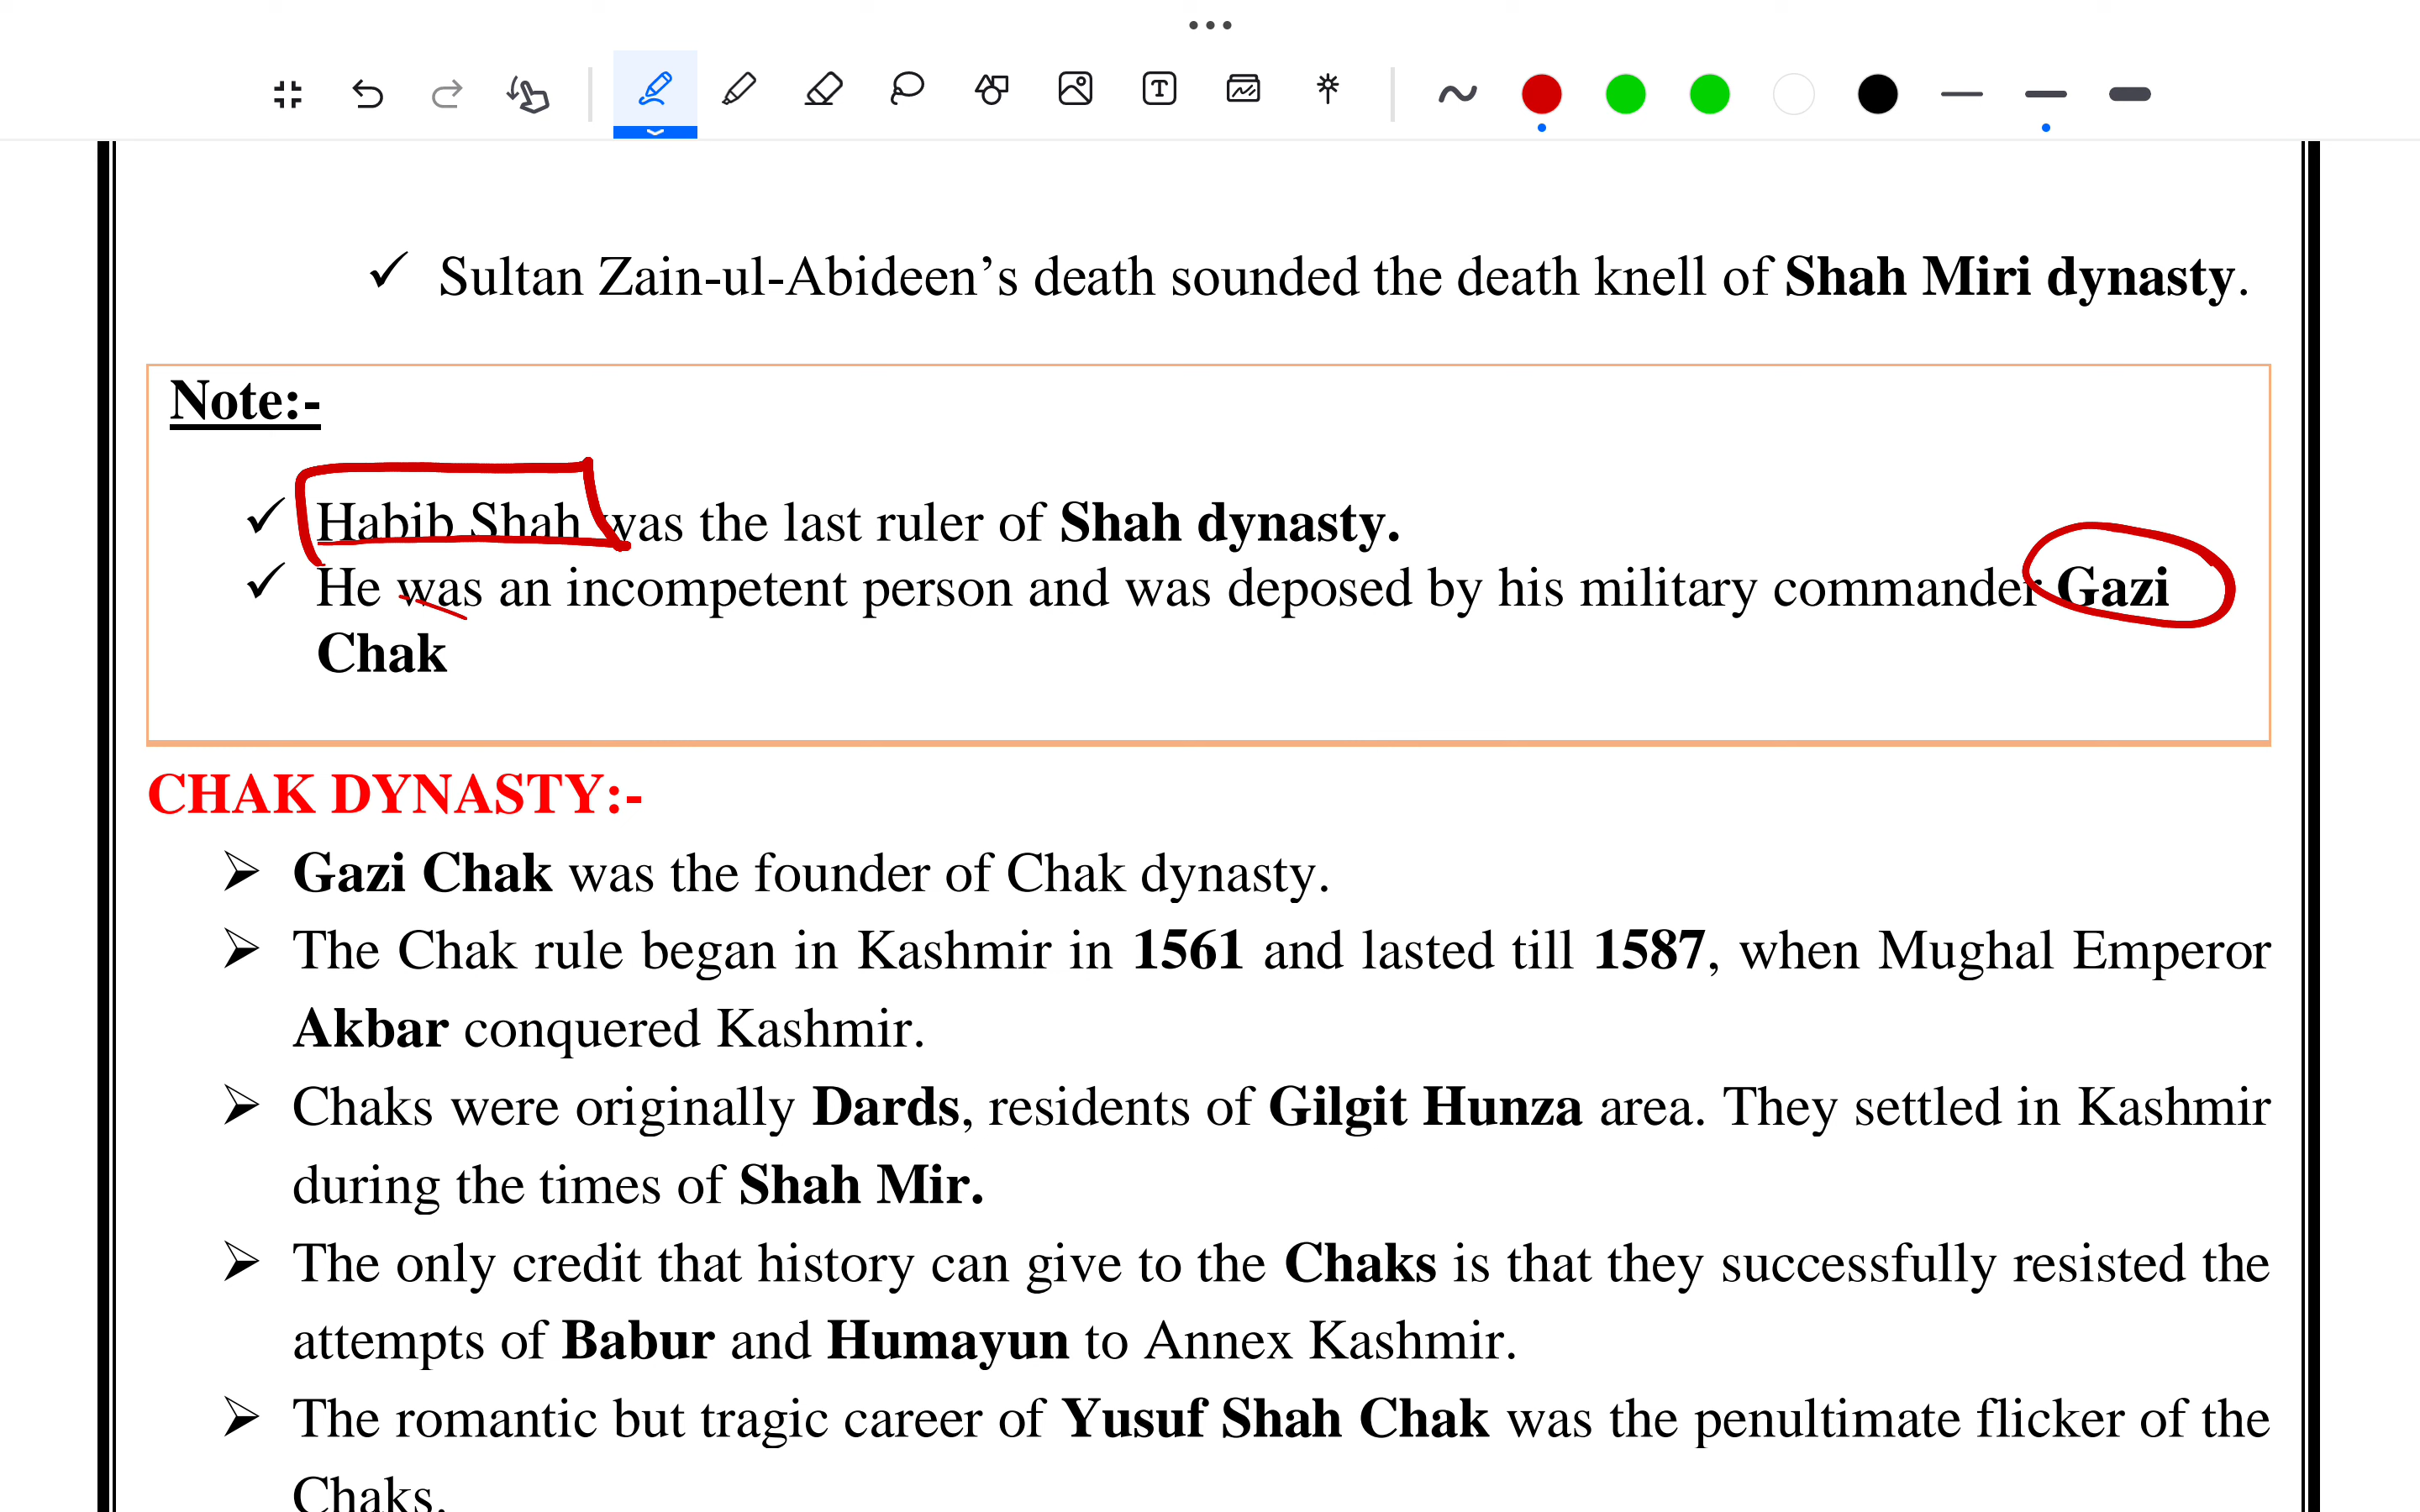 Sultan Zain-ul-Abideen’s death sounded the death knell of Shah Miri dynasty.
Note:-
Habib Shah was the last ruler of Shah dynasty.
He was an incompetent person and was deposed by his military commander Gazi
Chak
CHAK DYNASTY:-
Gazi Chak was the founder of Chak dynasty.
The Chak rule began in Kashmir in 1561 and lasted till 1587, when Mughal Emperor
Akbar conquered Kashmir.
Chaks were originally Dards, residents of Gilgit Hunza area. They settled in Kashmir
during the times of Shah Mir.
The only credit that history can give to the Chaks is that they successfully resisted the
attempts of Babur and Humayun to Annex Kashmir.
The romantic but tragic career of Yusuf Shah Chak was the penultimate flicker of the
Chaks.